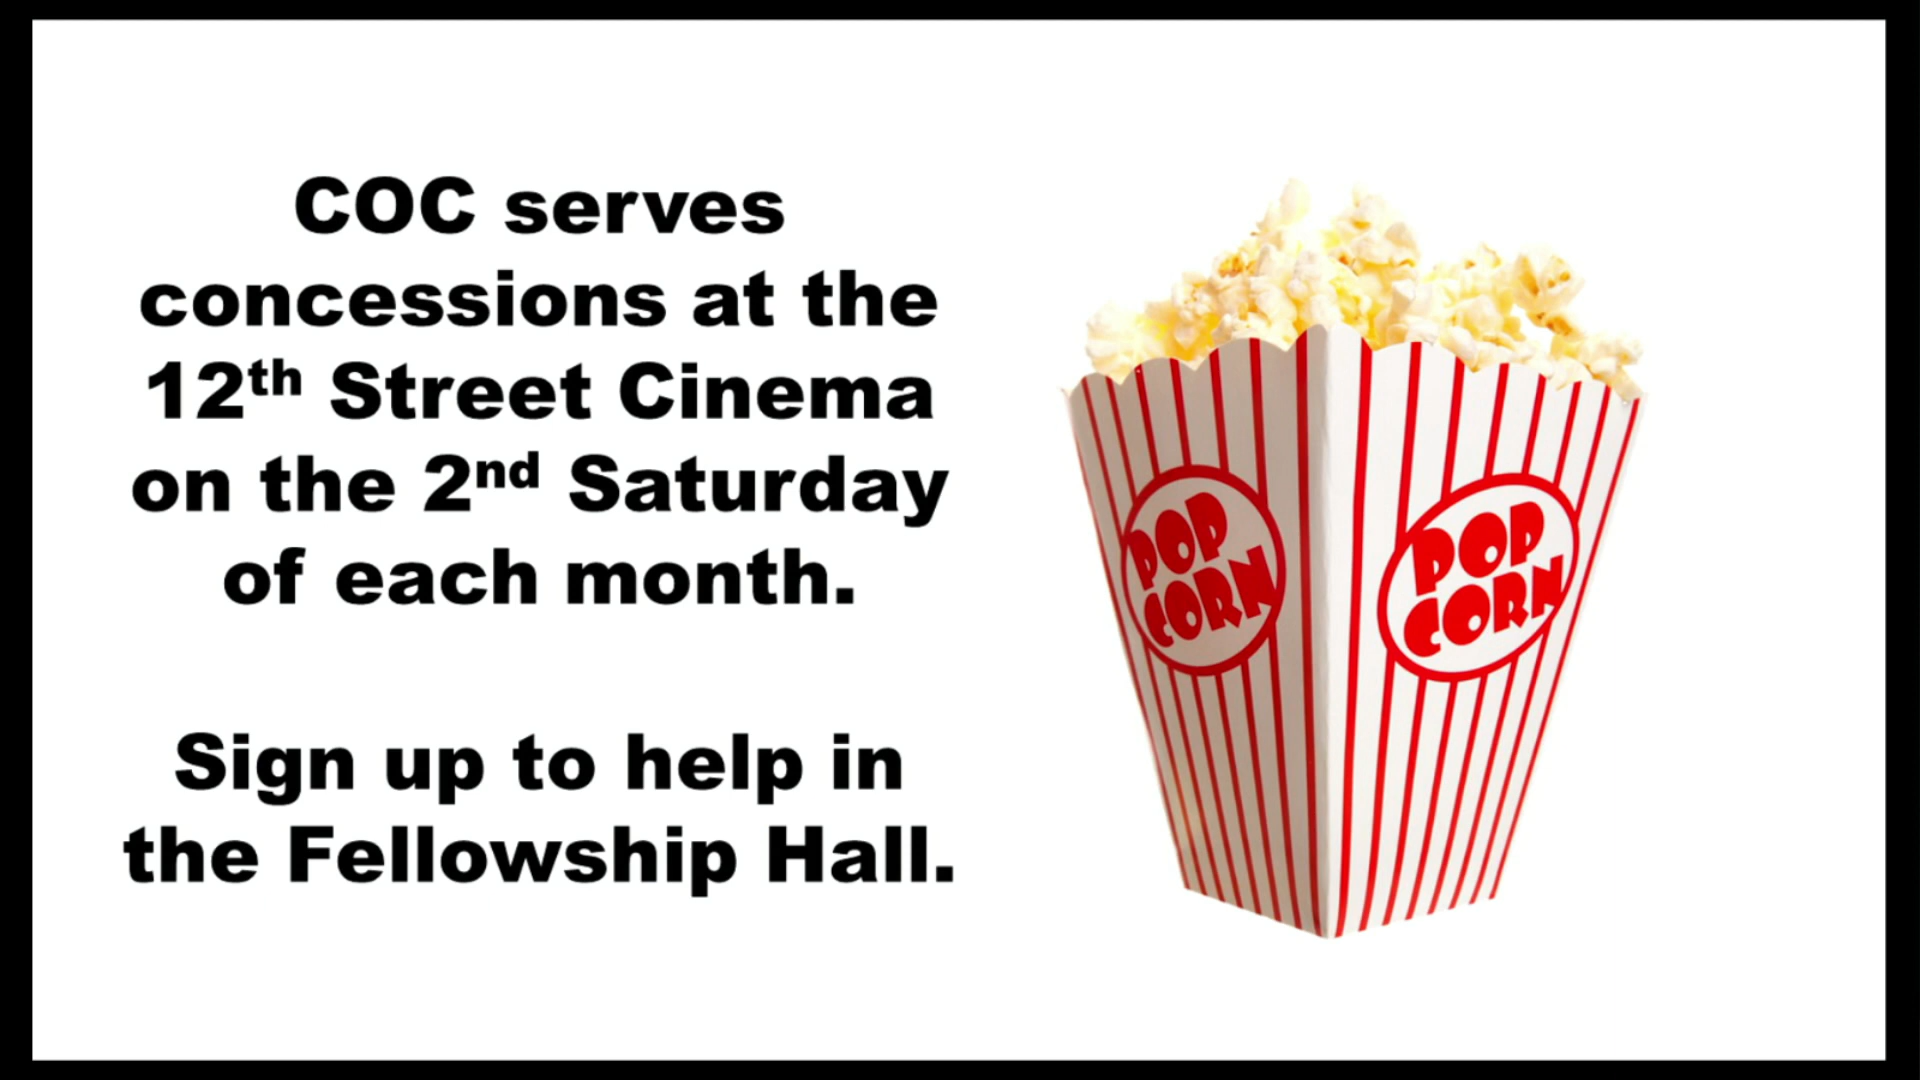 COC serves
concessions at the
12th Street Cinema
on the 2nd Saturday
of each month.
Sign up to help in
the Fellowship Hall.
POP
CORN
POP
CORN